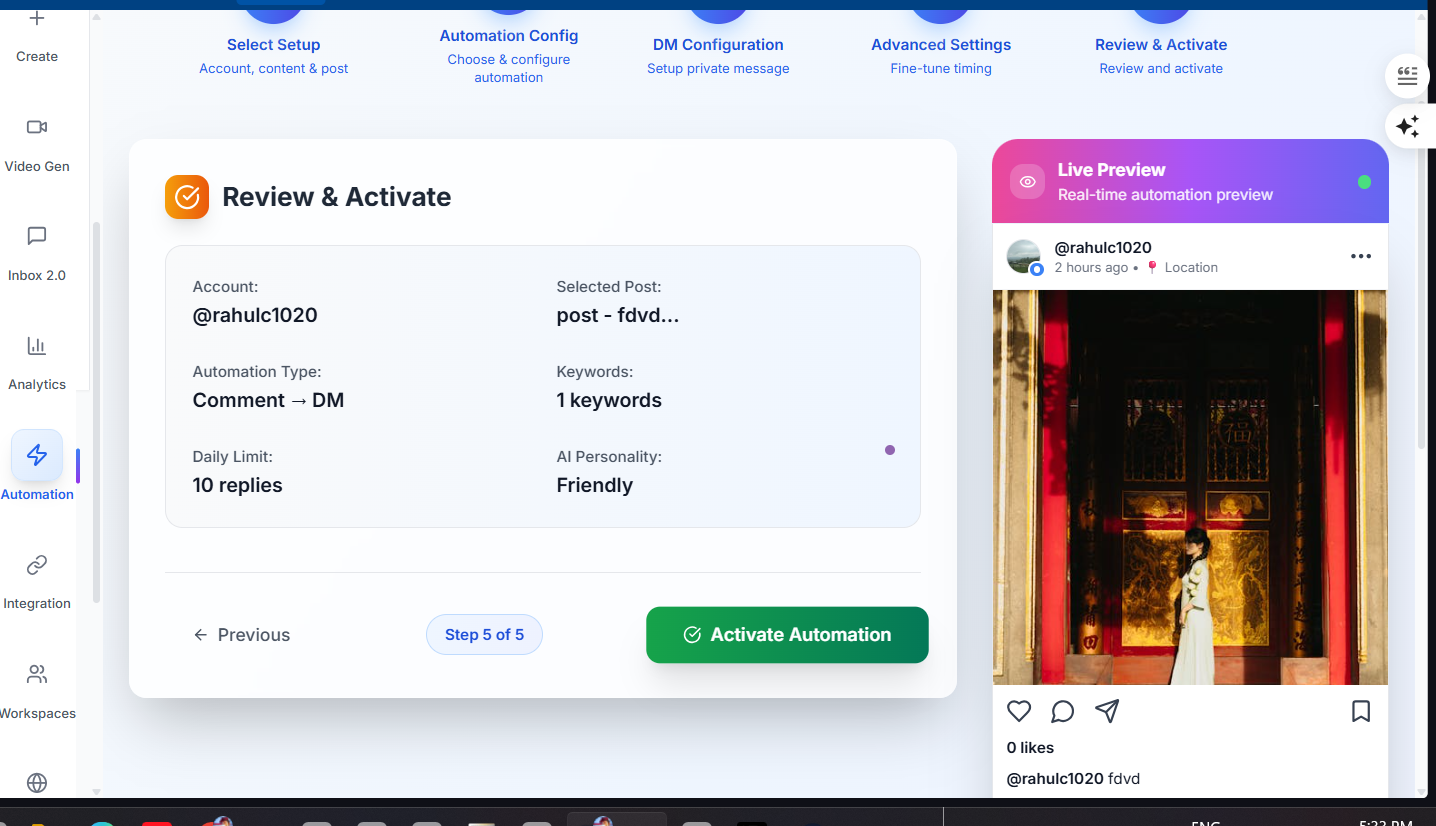 Create
Video Gen
Inbox 2.0
Analytics
Automation
Integration
Workspaces
Select Setup
Account, content & post
Automation Config
Choose & configure
automation
DM Configuration
Setup private message
Advanced Settings
Fine-tune timing
Review & Activate
Review and activate
Review & Activate
Account:
@rahulc1020
Selected Post:
post - fdvd...
Automation Type:
Comment → DM
Keywords:
1 keywords
Daily Limit:
10 replies
AI Personality:
Friendly
← Previous
Step 5 of 5
Activate Automation
Live Preview
Real-time automation preview
@rahulc1020
2 hours ago • 📍 Location
福
0 likes
@rahulc1020 fdvd
ENG
5:22 PM